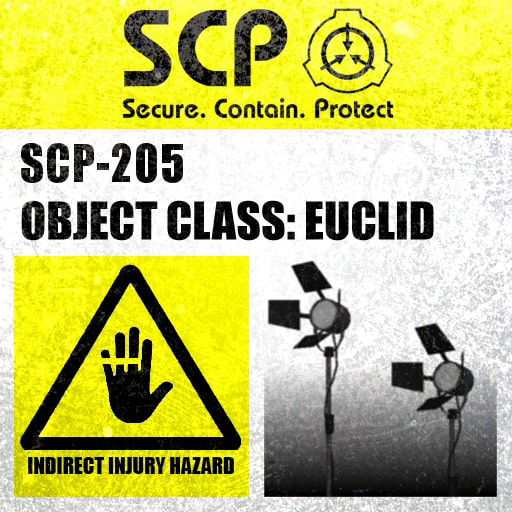 SCP
Secure. Contain. Protect
SCP-205
OBJECT CLASS: EUCLID
INDIRECT INJURY HAZARD